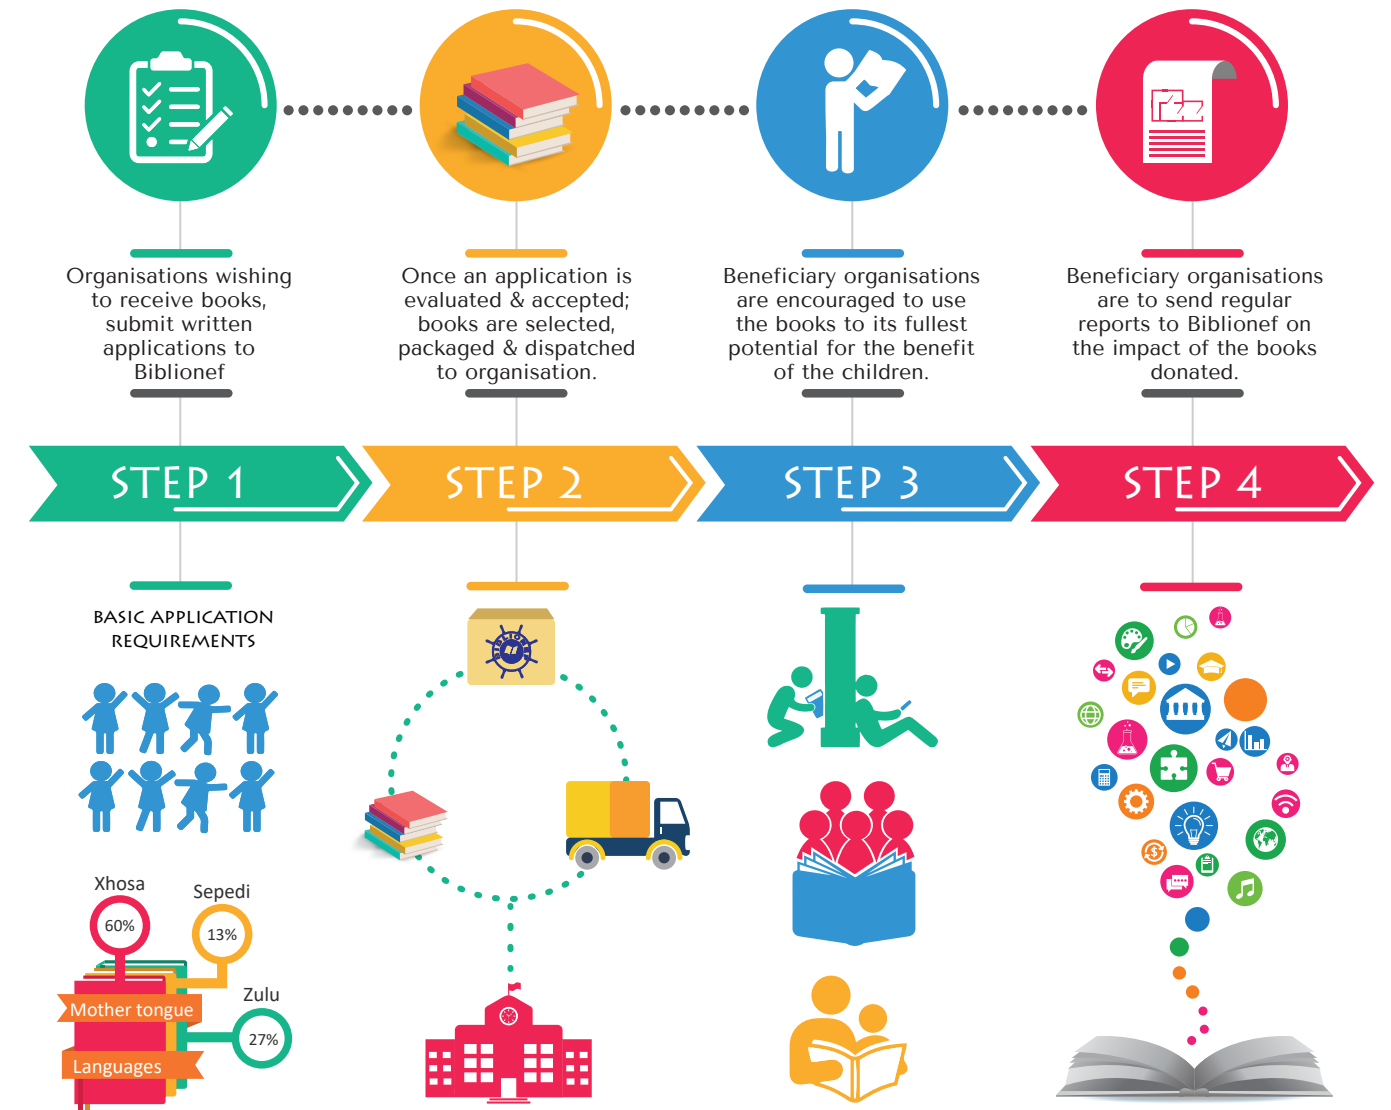 Organisations wishing
to receive books,
submit written
applications to
Biblionef
Once an application is
evaluated & accepted;
books are selected,
packaged & dispatched
to organisation.
Beneficiary organisations
are encouraged to use
the books to its fullest
potential for the benefit
of the children.
Beneficiary organisations
are to send regular
reports to Biblionef on
the impact of the books
donated.
STEP 1
STEP 2
STEP 3
STEP 4
BASIC APPLICATION
REQUIREMENTS
BIBLIONEF
Xhosa
60%
Sepedi
13%
Zulu
27%
Mother tongue
Languages